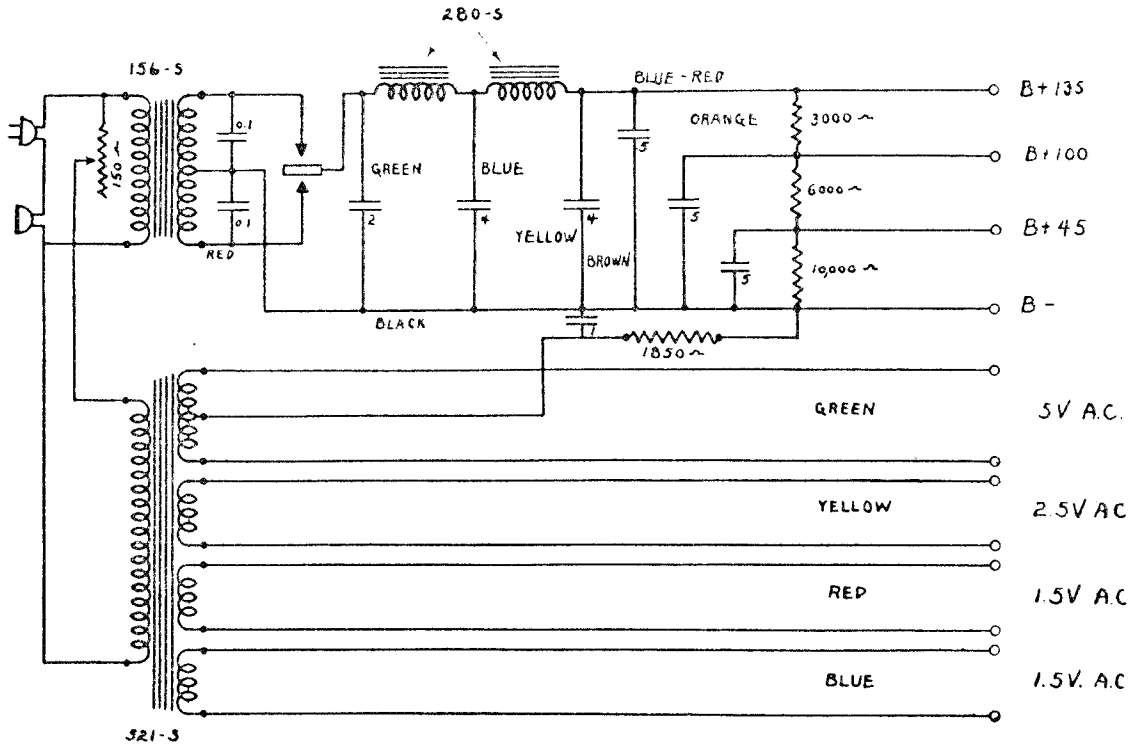 280-S
156-S
BLUE-RED
B+135
0.1
150~
ORANGE
3000~
5
GREEN
BLUE
B+100
2
4
4
5
6000~
0.1
YELLOW
B+45
RED
BROWN
5
10,000~
B-
BLACK
1
1850~
GREEN
5V A.C.
YELLOW
2.5V AC
RED
1.5V A.C
BLUE
1.5V. A.C
321-S